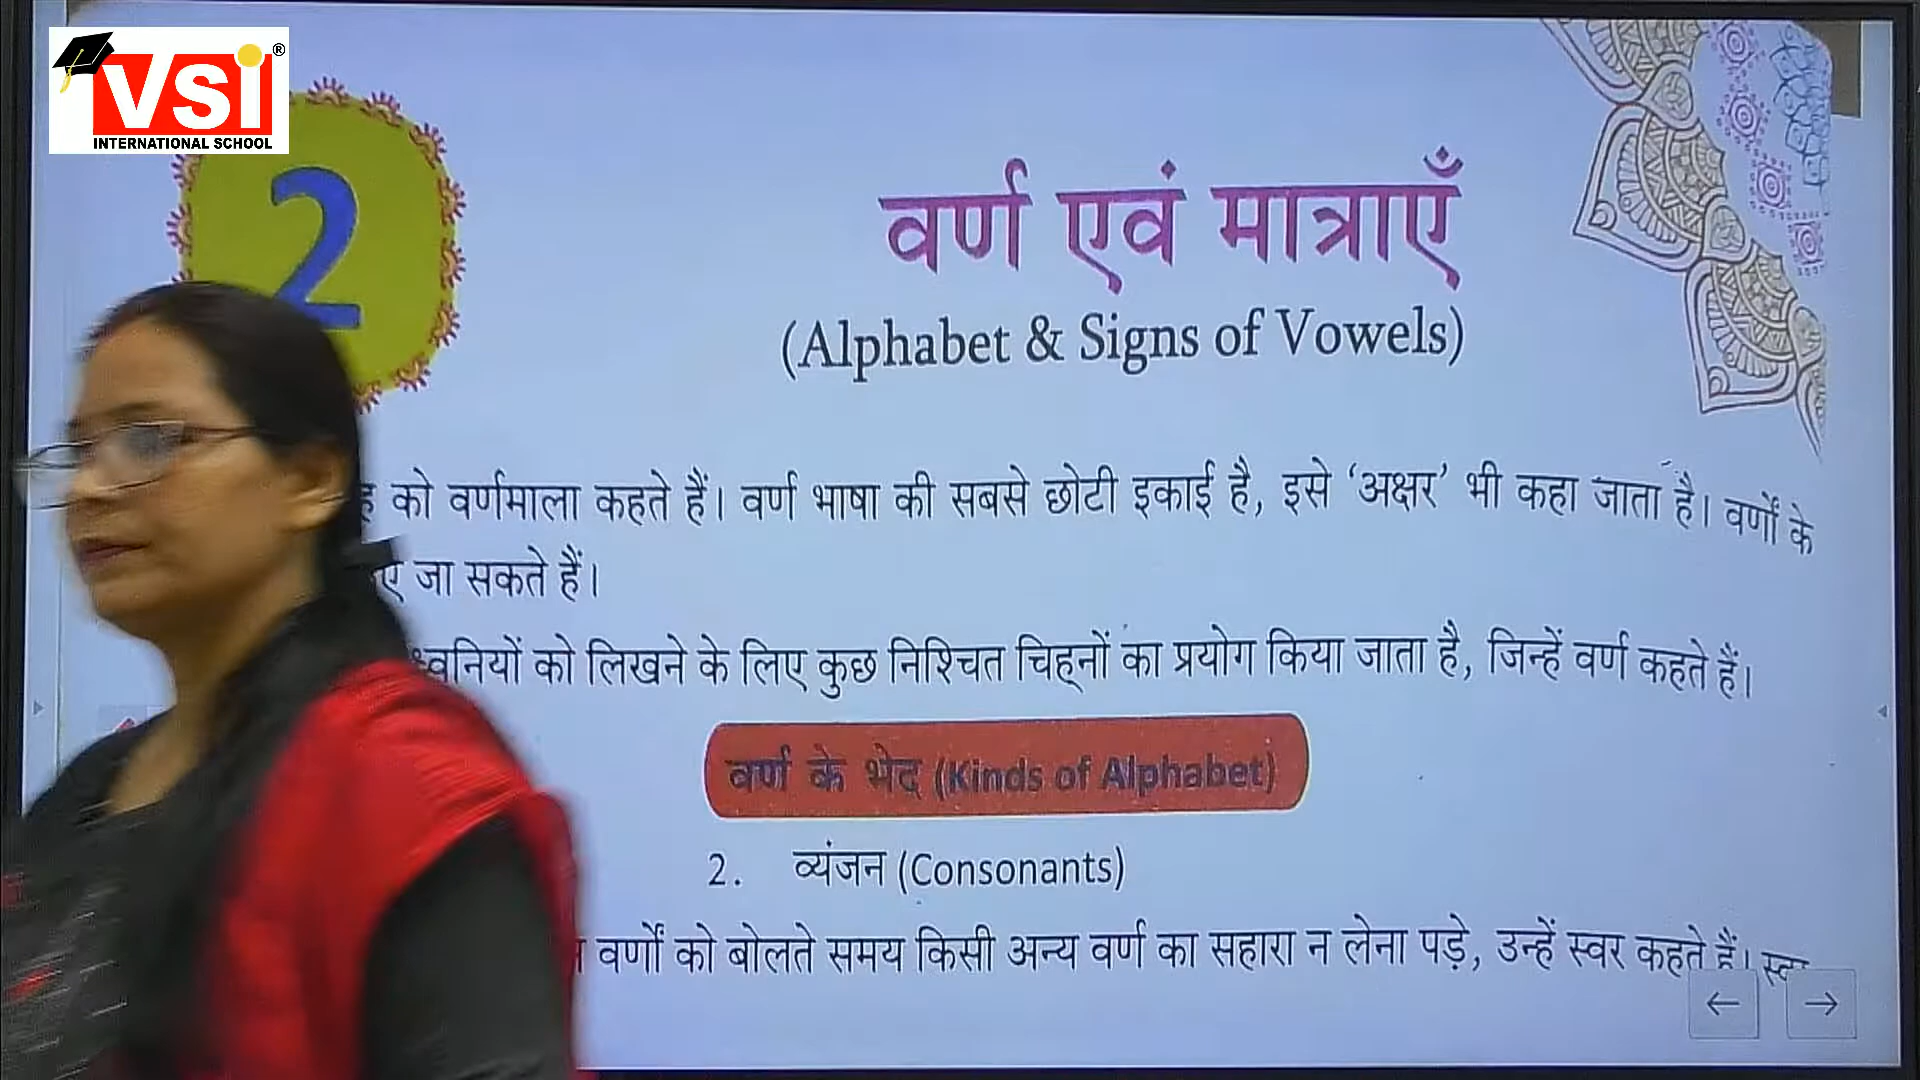 VSI®
INTERNATIONAL SCHOOL
2
वर्ण एवं मात्राएँ
(Alphabet & Signs of Vowels)
को वर्णमाला कहते हैं। वर्ण भाषा की सबसे छोटी इकाई है, इसे ‘अक्षर’ भी कहा जाता है। वर्णों के
जा सकते हैं।
को लिखने के लिए कुछ निश्चित चिह्नों का प्रयोग किया जाता है, जिन्हें वर्ण कहते हैं।
वर्ण के भेद (Kinds of Alphabet)
2. व्यंजन (Consonants)
वर्णों को बोलते समय किसी अन्य वर्ण का सहारा न लेना पड़े, उन्हें स्वर कहते हैं।